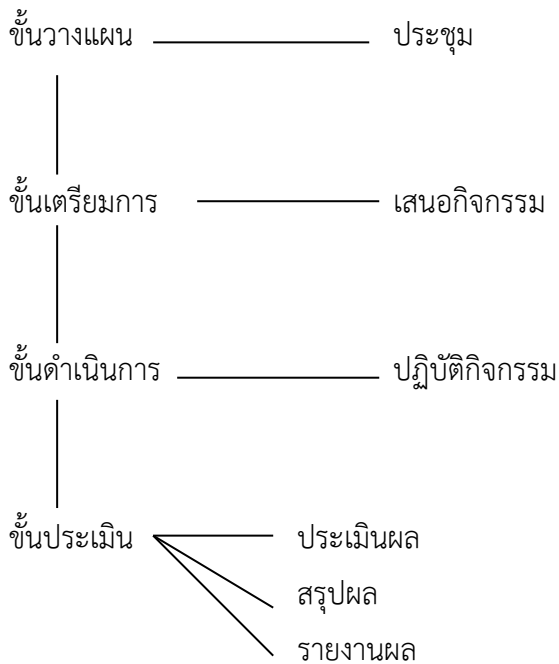 ขั้นวางแผน ประชุม
ขั้นเตรียมการ เสนอกิจกรรม
ขั้นดำเนินการ ปฏิบัติกิจกรรม
ขั้นประเมิน ประเมินผล
สรุปผล
รายงานผล